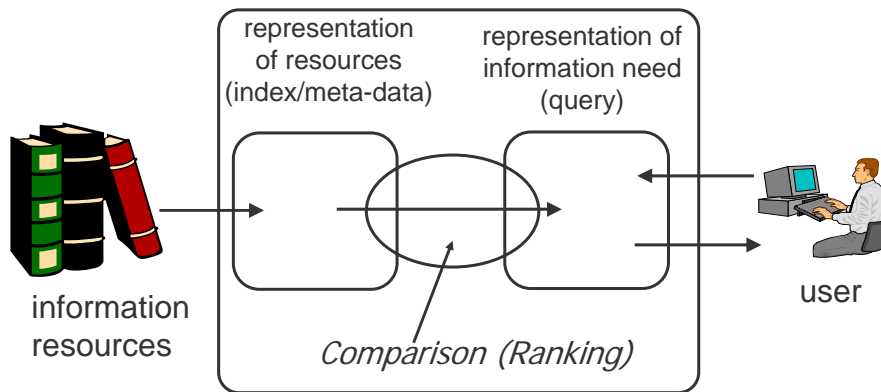 representation
of resources
(index/meta-data)
representation of
information need
(query)
information
resources
user
Comparison (Ranking)